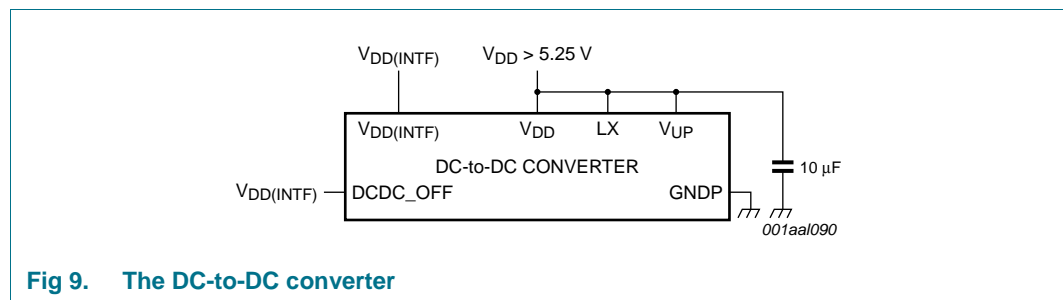 VDD(INTF) VDD > 5.25 V
VDD(INTF) VDD LX VUP
DC-to-DC CONVERTER
10 μF
VDD(INTF) DCDC_OFF GNDP
001aal090
Fig 9. The DC-to-DC converter